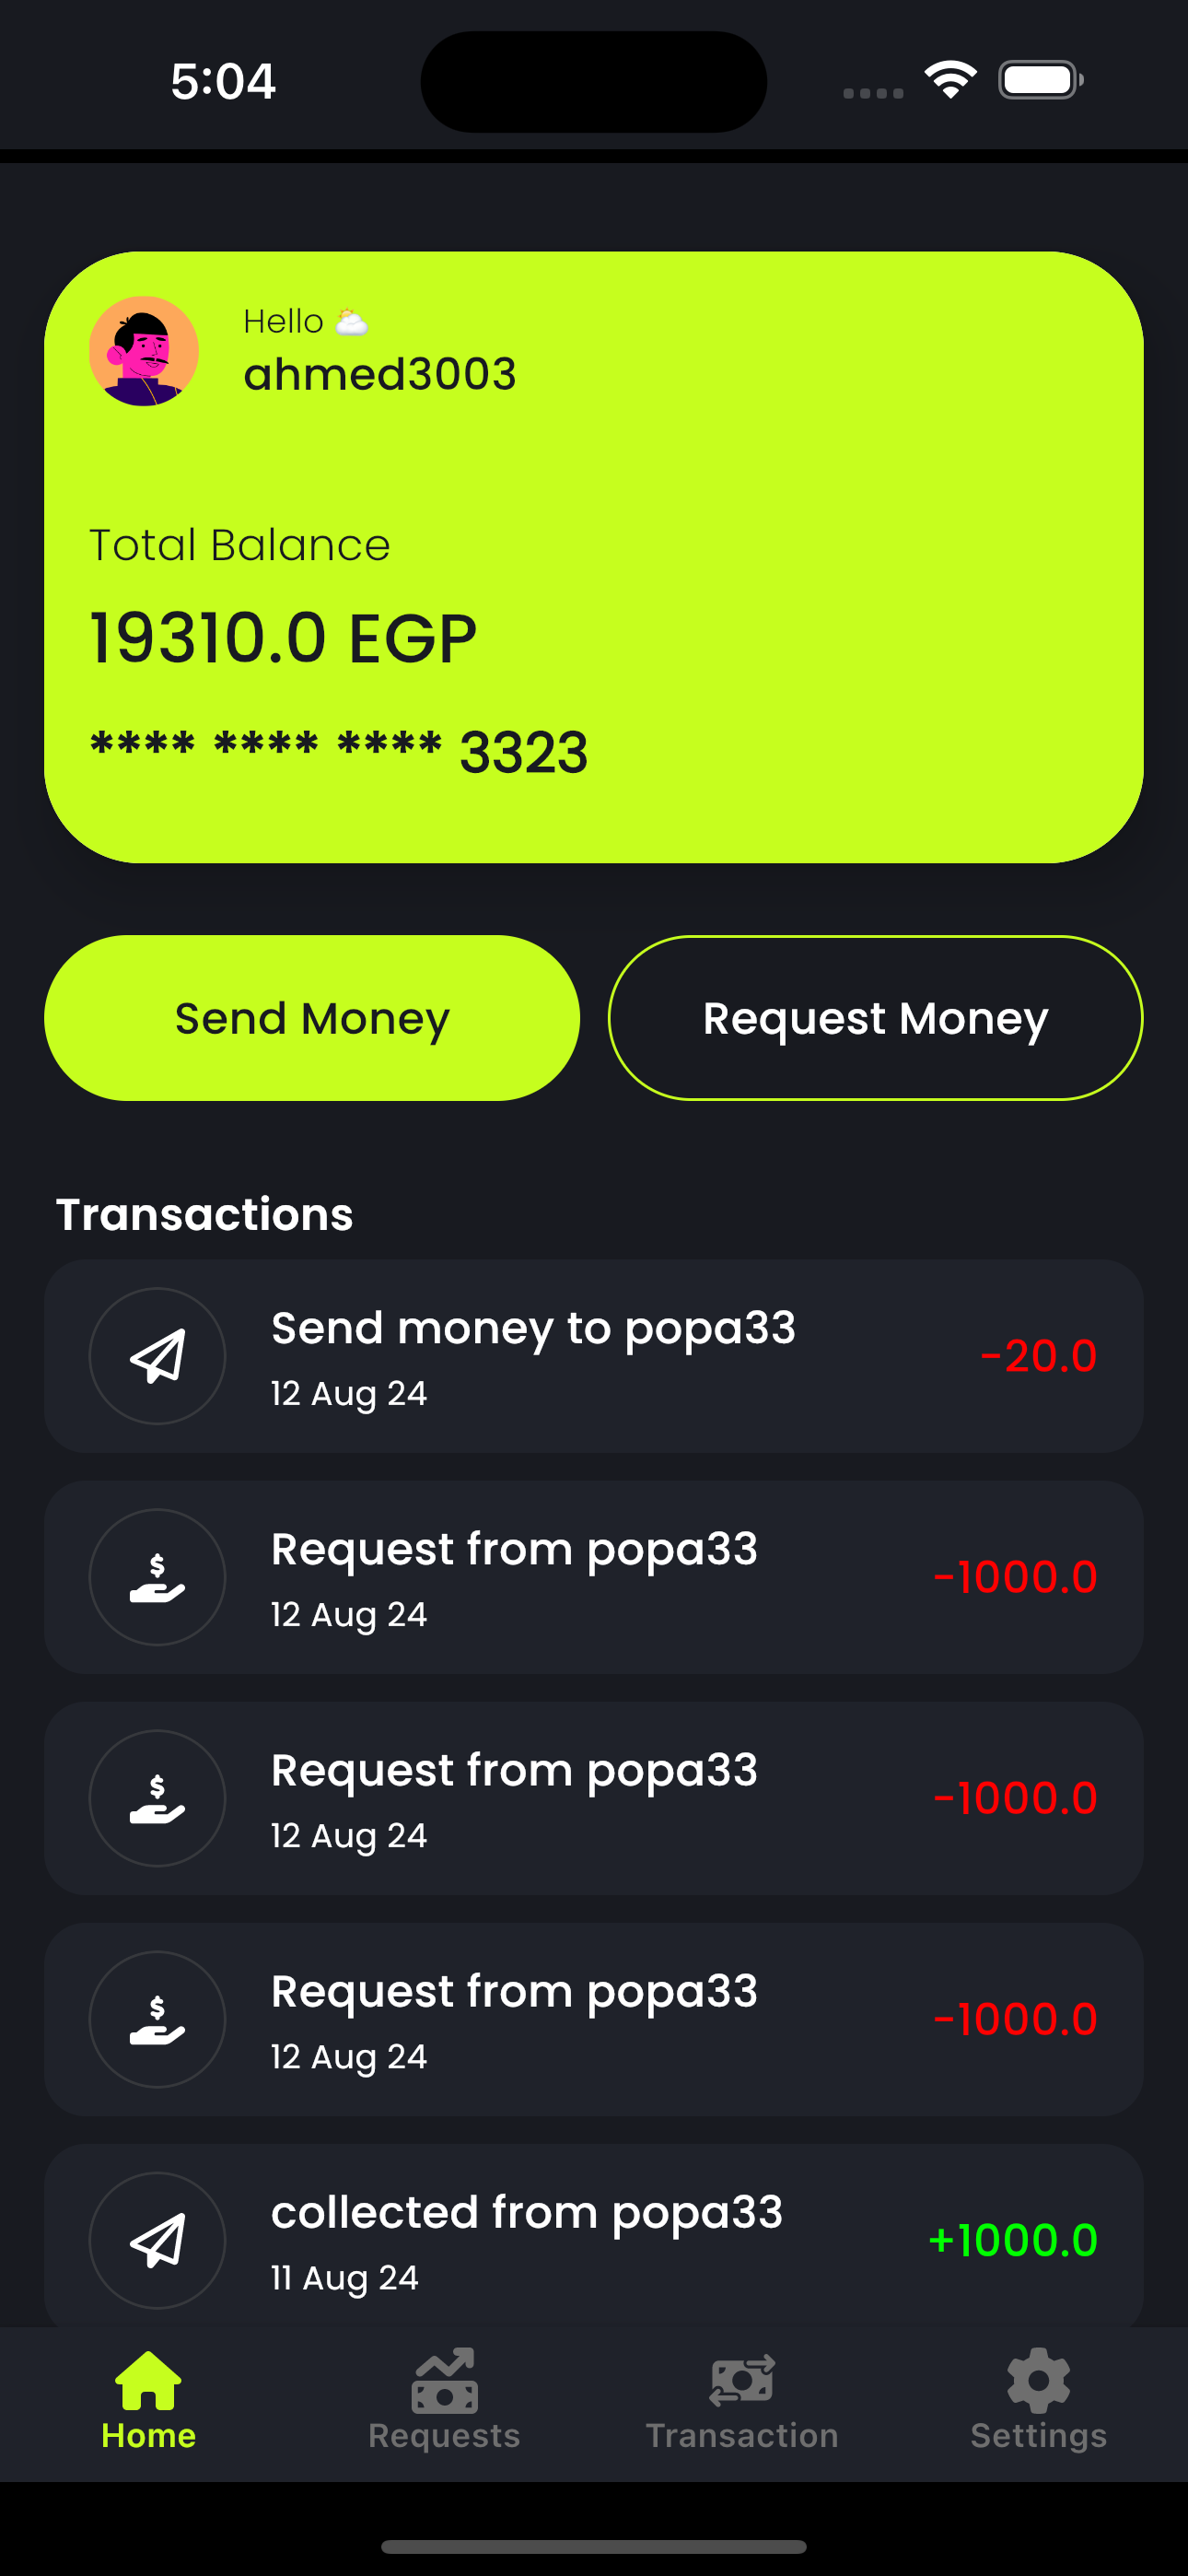 5:04
Hello ⛅
ahmed3003
Total Balance
19310.0 EGP
**** **** **** 3323
Send Money
Request Money
Transactions
Send money to popa33
-20.0
12 Aug 24
Request from popa33
-1000.0
12 Aug 24
Request from popa33
-1000.0
12 Aug 24
Request from popa33
-1000.0
12 Aug 24
collected from popa33
+1000.0
11 Aug 24
Home
Requests
Transaction
Settings